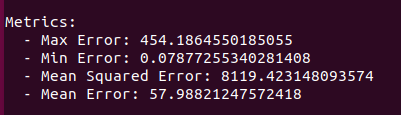 Metrics:
- Max Error: 454.1864550185055
- Min Error: 0.07877255340281408
- Mean Squared Error: 8119.423148093574
- Mean Error: 57.98821247572418